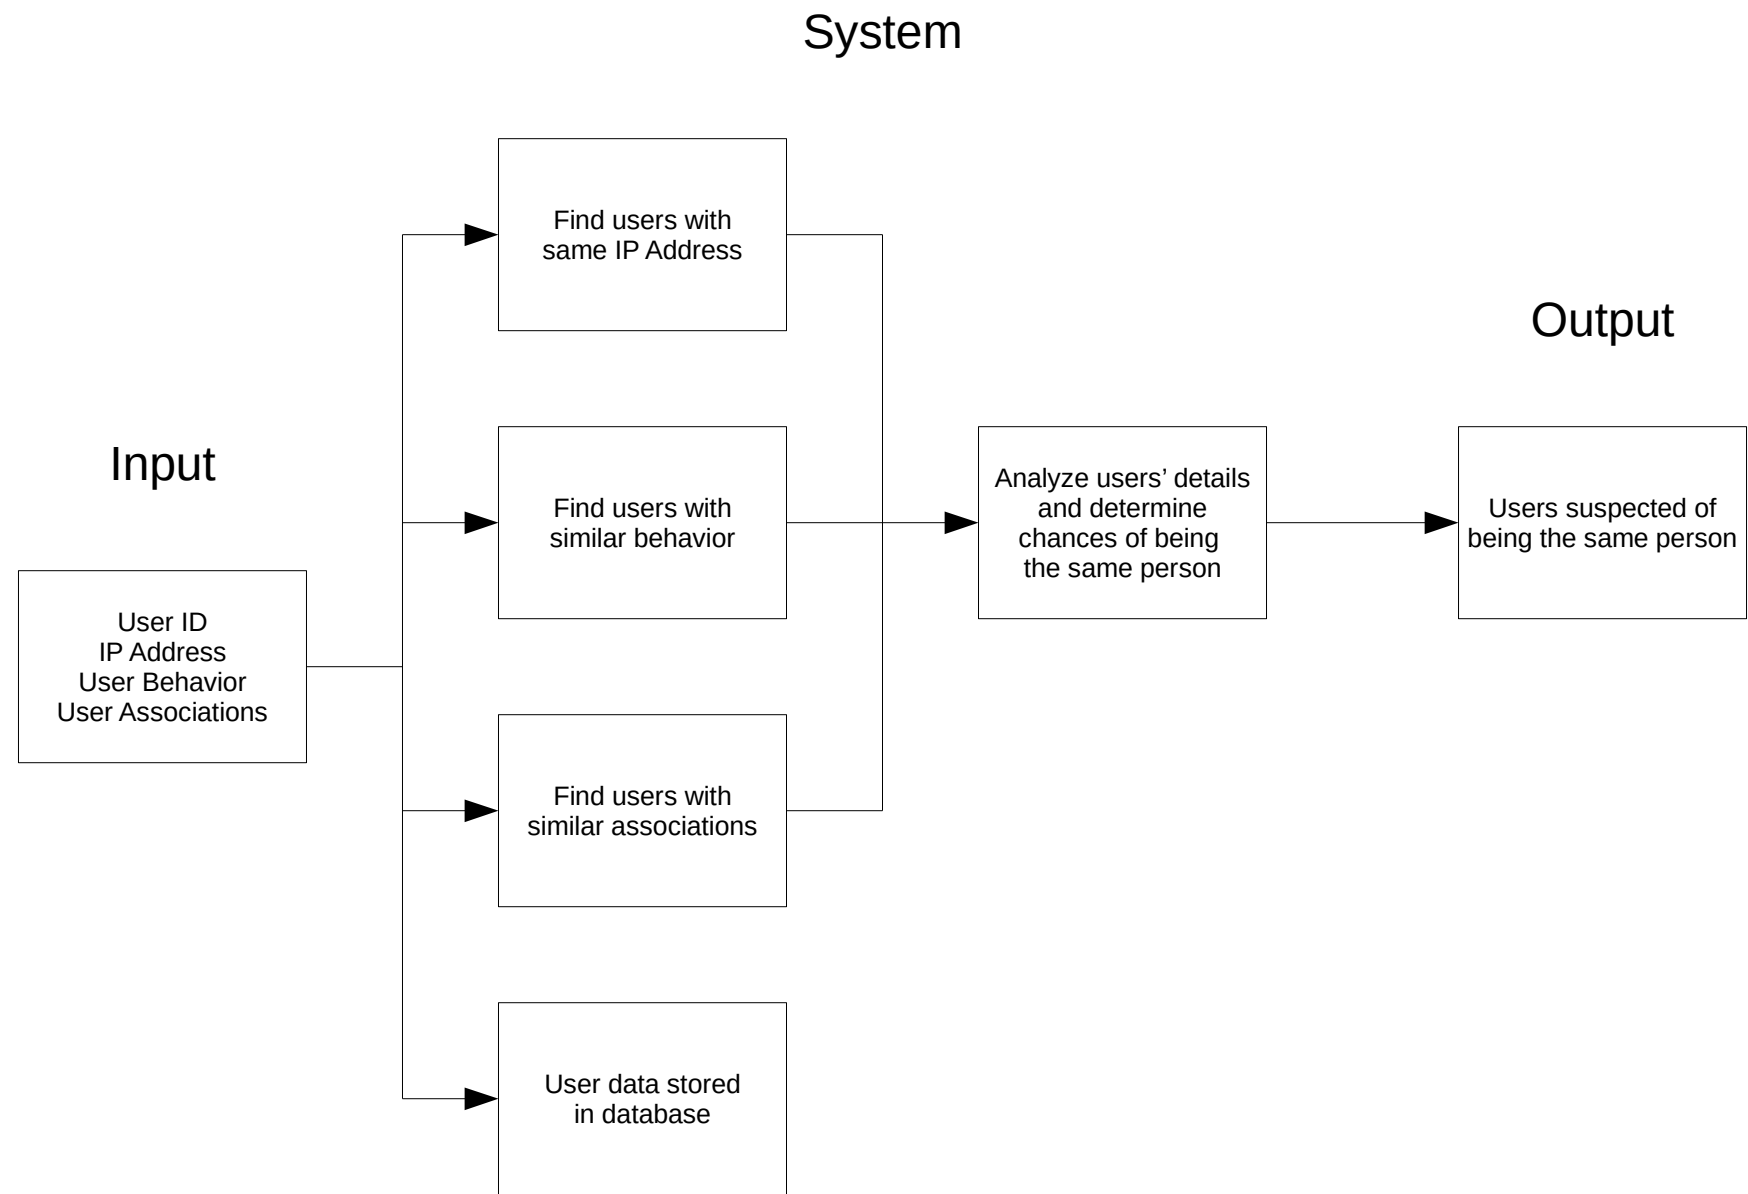 System
Input
User ID
IP Address
User Behavior
User Associations
Find users with
same IP Address
Find users with
similar behavior
Find users with
similar associations
User data stored
in database
Analyze users’ details
and determine
chances of being
the same person
Output
Users suspected of
being the same person